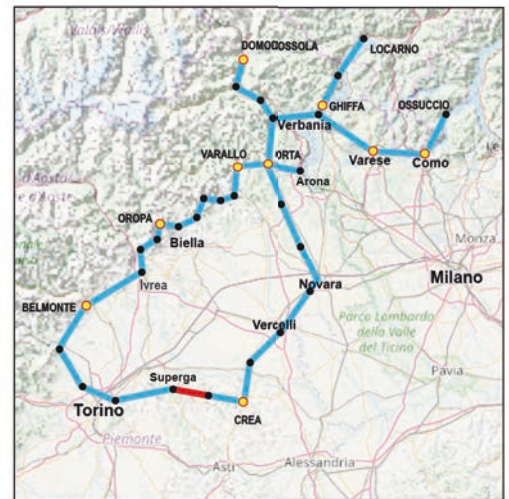 Valais/Wallis
DOMODOSSOLA
LOCARNO
GHIFFA
OSSUCCIO
Verbania
VARALLO
ORTA
Varese
Como
Arona
d'Aosta
e d'Aoste
OROPA
Biella
Monza
Ivrea
Milano
Novara
BELMONTE
Parco Lombardo
della Valle
del Ticino
Vercelli
Pavia
Superga
Torino
CREA
Piemonte
Asti
Alessandria